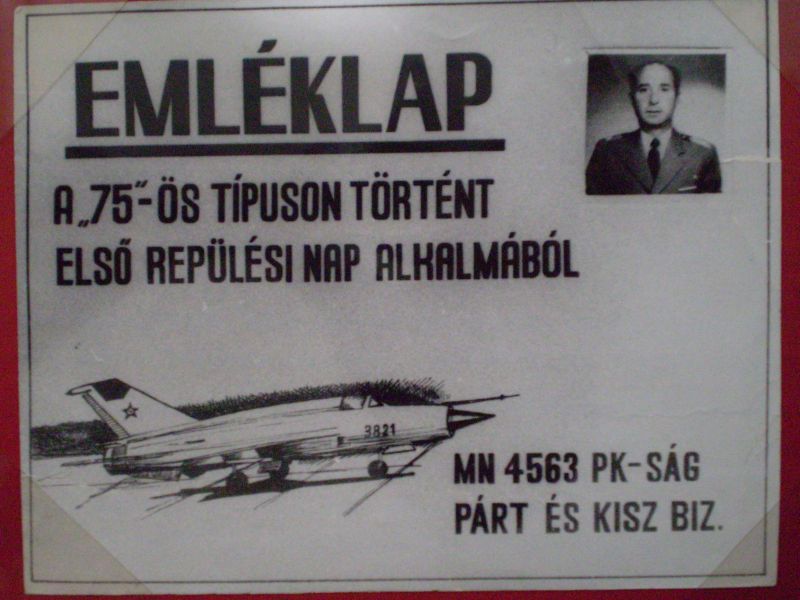 EMLÉKLAP
A „75"-ÖS TÍPUSON TÖRTÉNT
ELSŐ REPÜLÉSI NAP ALKALMÁBÓL
3821
MN 4563 PK-SÁG
PÁRT ÉS KISZ BIZ.